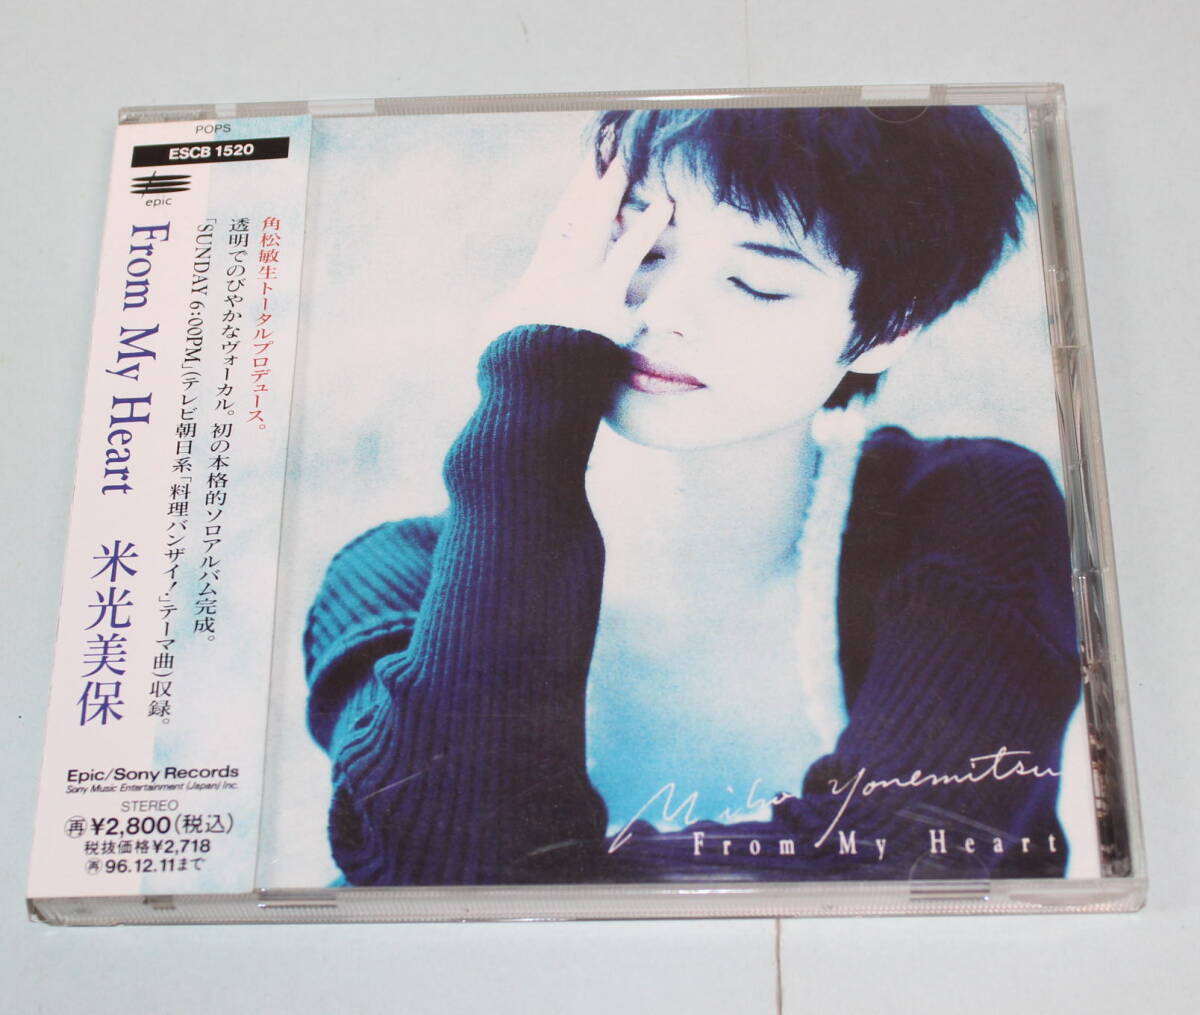 POPS
ESCB 1520
epic
From My Heart 米光美保
角松敏生トータルプロデュース。
透明でのびやかなヴォーカル。初の本格的ソロアルバム完成。
「SUNDAY 6:00PM」(テレビ朝日系「料理バンザイ!」テーマ曲)収録。
Epic/Sony Records
Sony Music Entertainment (Japan) Inc.
STEREO
再¥2,800(税込)
税抜価格¥2,718
再96.12.11まで
Miho Yonemitsu
From My Heart